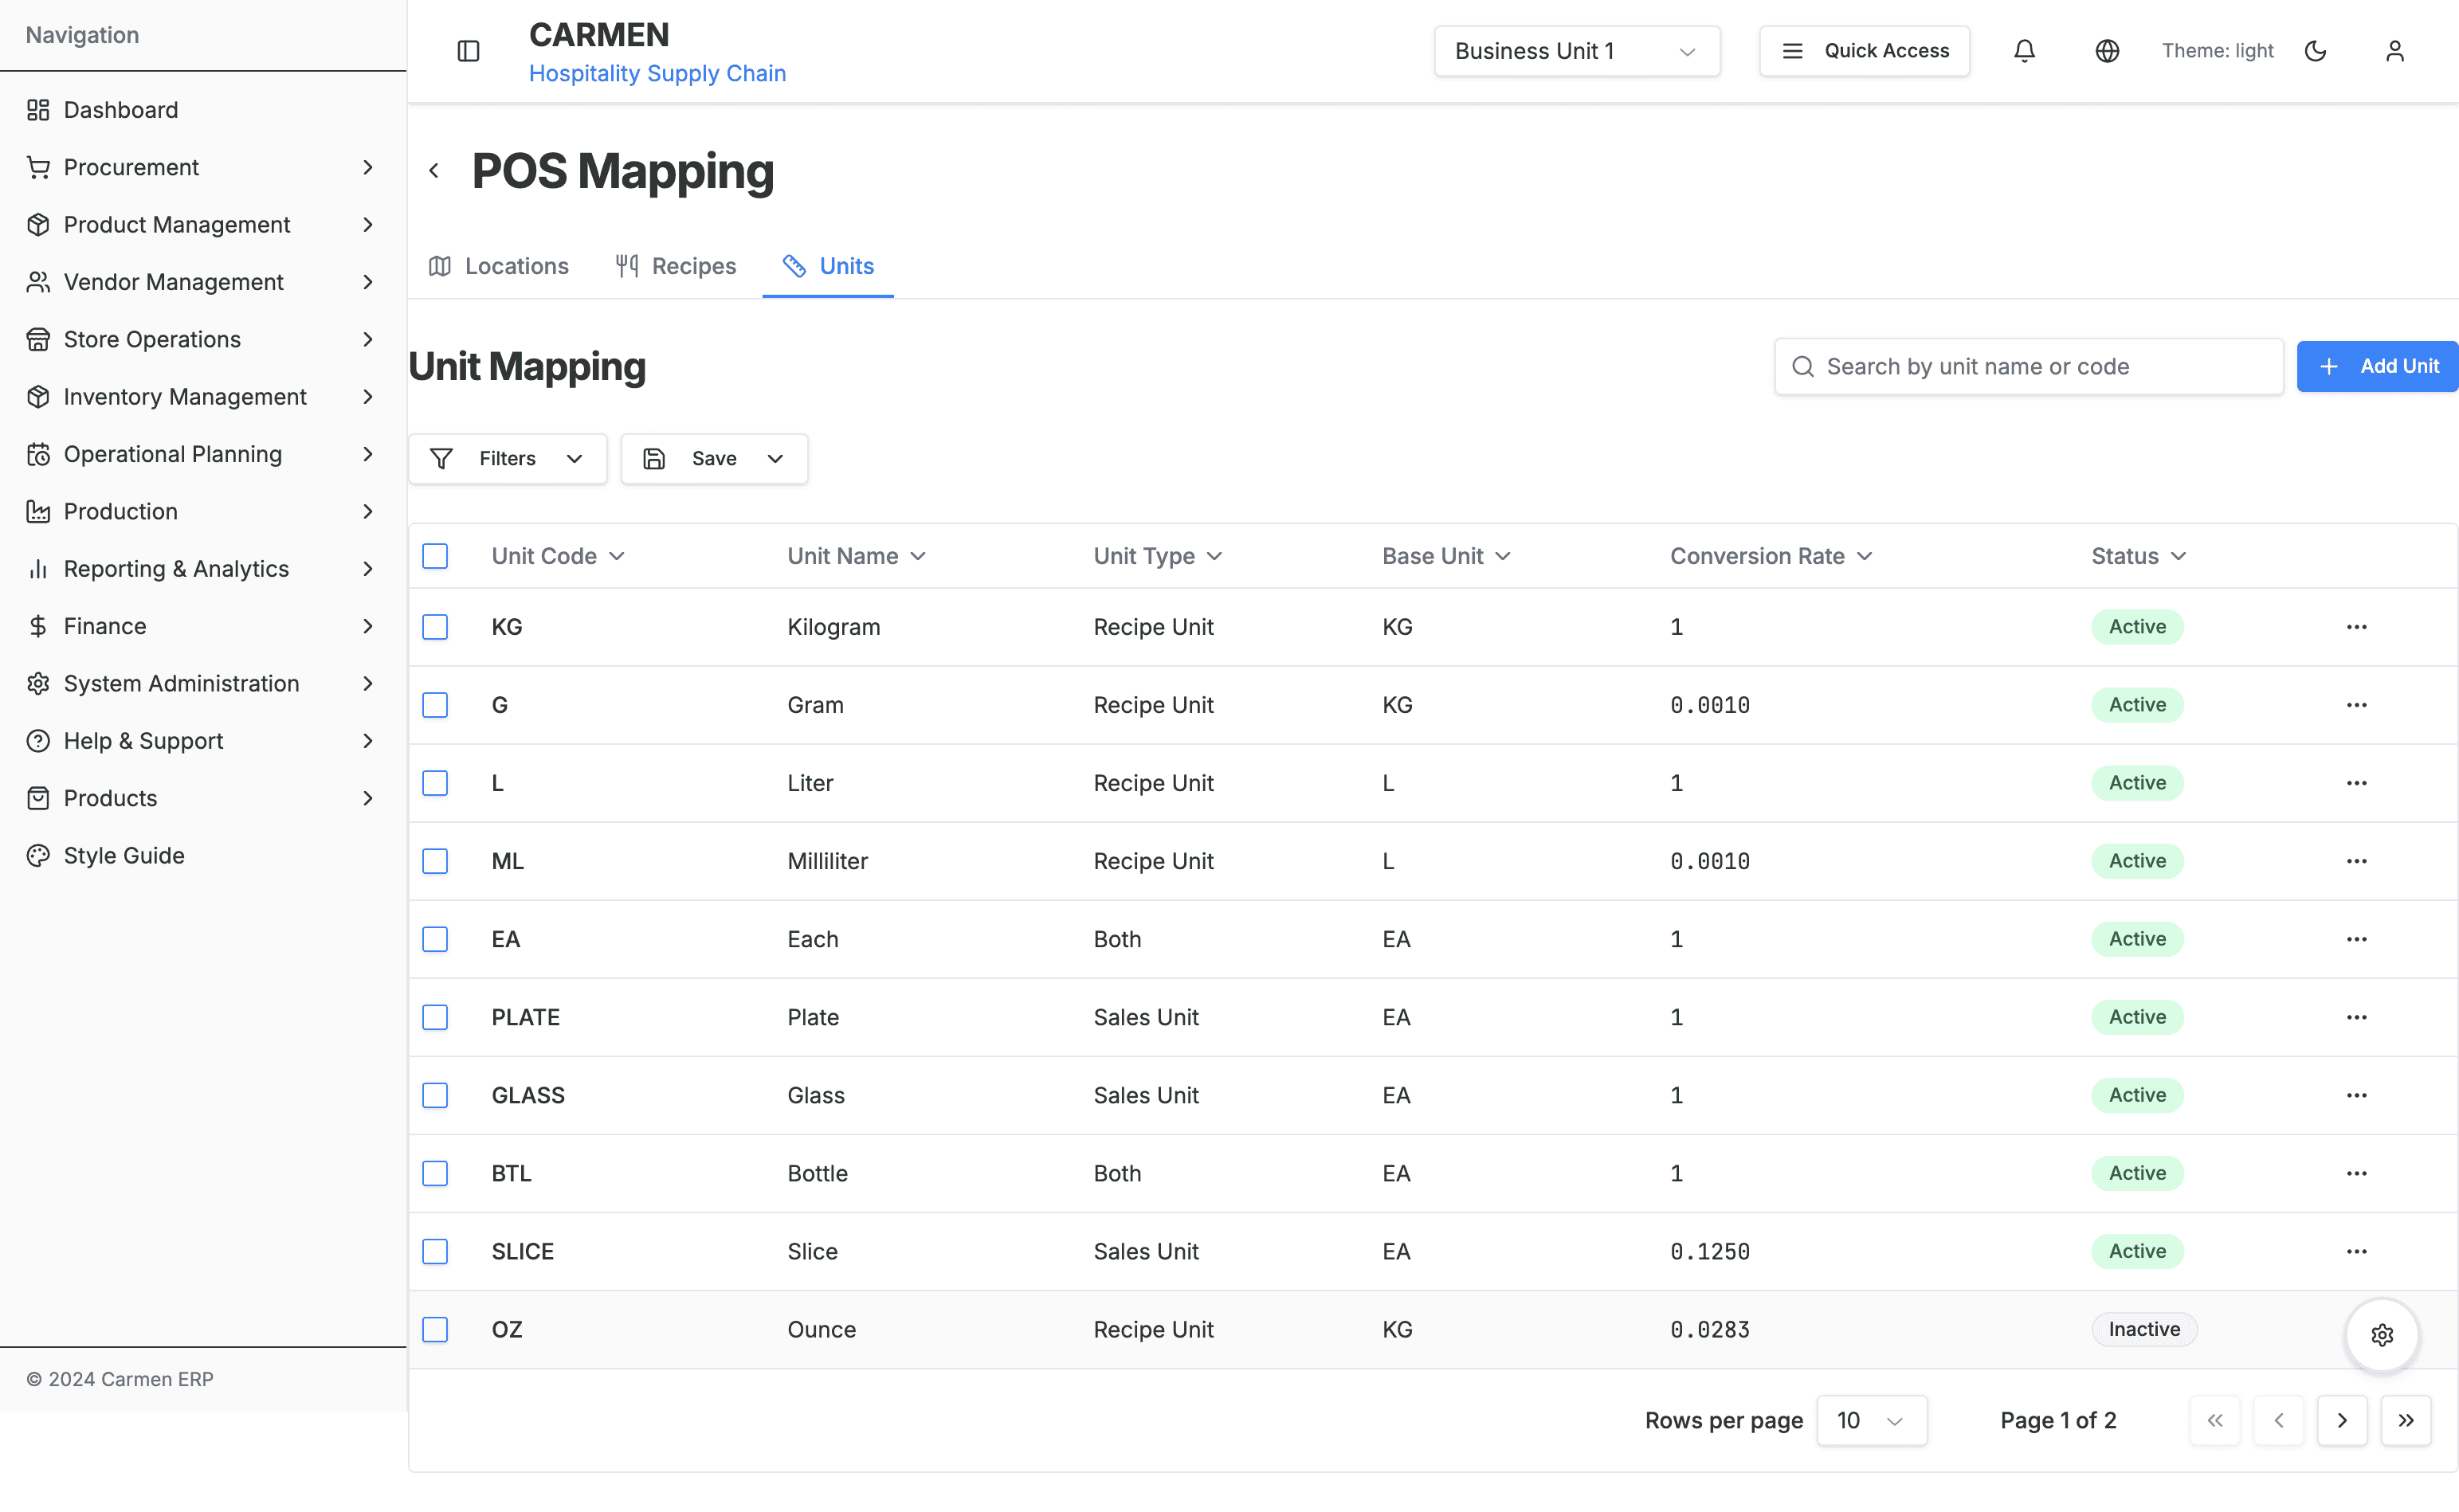 Navigation
Dashboard
Procurement
Product Management
Vendor Management
Store Operations
Inventory Management
Operational Planning
Production
Reporting & Analytics
Finance
System Administration
Help & Support
Products
Style Guide
© 2024 Carmen ERP
CARMEN
Hospitality Supply Chain
Business Unit 1
Quick Access
Theme: light
POS Mapping
Locations Recipes Units
Unit Mapping
Search by unit name or code
Add Unit
Filters Save
Unit Code Unit Name Unit Type Base Unit Conversion Rate Status
KG Kilogram Recipe Unit KG 1 Active
G Gram Recipe Unit KG 0.0010 Active
L Liter Recipe Unit L 1 Active
ML Milliliter Recipe Unit L 0.0010 Active
EA Each Both EA 1 Active
PLATE Plate Sales Unit EA 1 Active
GLASS Glass Sales Unit EA 1 Active
BTL Bottle Both EA 1 Active
SLICE Slice Sales Unit EA 0.1250 Active
OZ Ounce Recipe Unit KG 0.0283 Inactive
Rows per page 10 Page 1 of 2